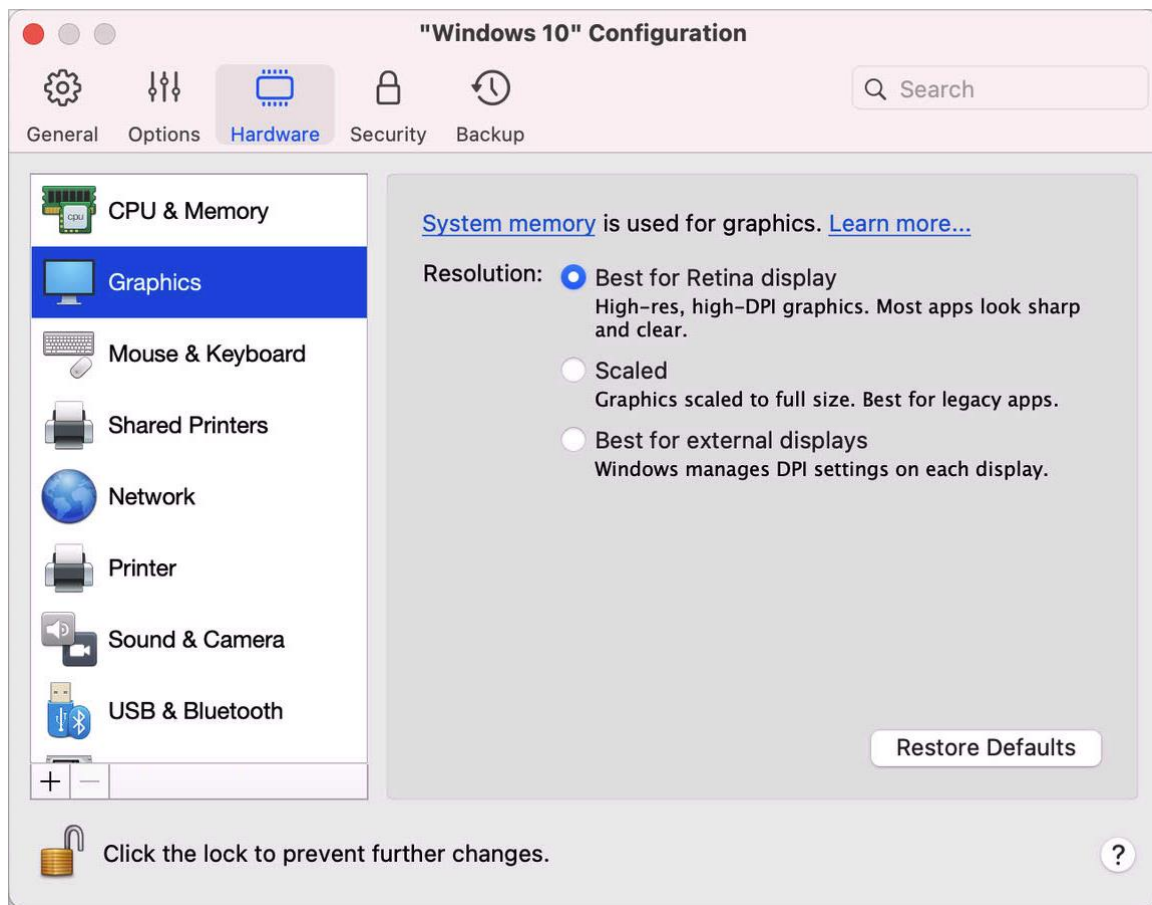 "Windows 10" Configuration
General Options Hardware Security Backup
Search
CPU & Memory
Graphics
Mouse & Keyboard
Shared Printers
Network
Printer
Sound & Camera
USB & Bluetooth
System memory is used for graphics. Learn more...
Resolution: Best for Retina display
High-res, high-DPI graphics. Most apps look sharp
and clear.
Scaled
Graphics scaled to full size. Best for legacy apps.
Best for external displays
Windows manages DPI settings on each display.
Restore Defaults
Click the lock to prevent further changes.
?